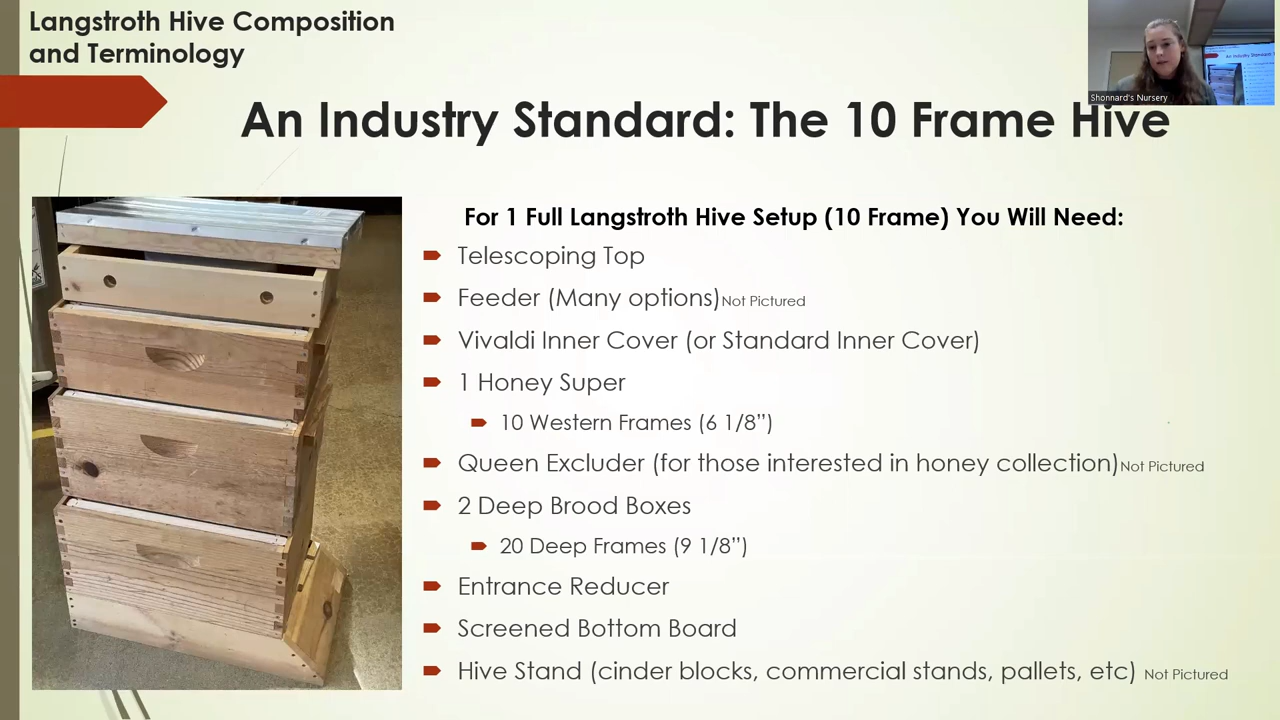 Langstroth Hive Composition
and Terminology
Shonnard's Nursery
An Industry Standard: The 10 Frame Hive
For 1 Full Langstroth Hive Setup (10 Frame) You Will Need:
Telescoping Top
Feeder (Many options)Not Pictured
Vivaldi Inner Cover (or Standard Inner Cover)
1 Honey Super
10 Western Frames (6 1/8”)
Queen Excluder (for those interested in honey collection)Not Pictured
2 Deep Brood Boxes
20 Deep Frames (9 1/8”)
Entrance Reducer
Screened Bottom Board
Hive Stand (cinder blocks, commercial stands, pallets, etc) Not Pictured